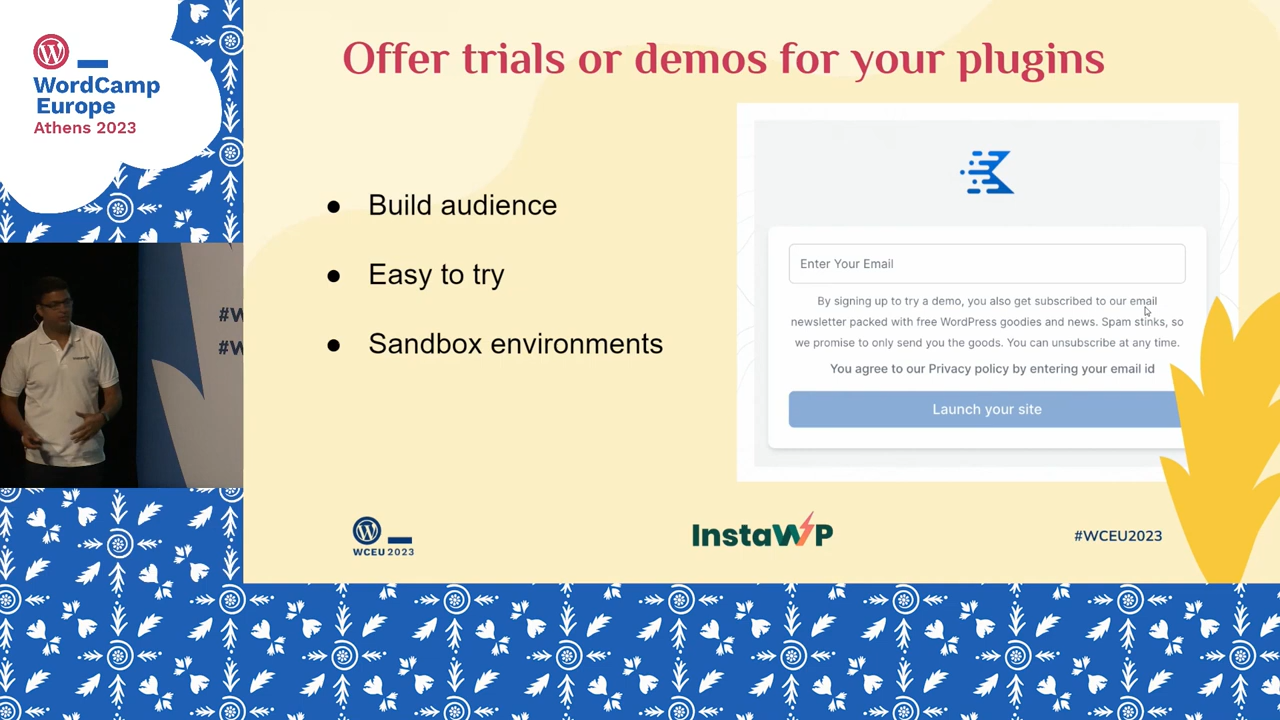 WordCamp
Europe
Athens 2023
Offer trials or demos for your plugins
● Build audience
● Easy to try
● Sandbox environments
Enter Your Email
By signing up to try a demo, you also get subscribed to our email
newsletter packed with free WordPress goodies and news. Spam stinks, so
we promise to only send you the goods. You can unsubscribe at any time.
You agree to our Privacy policy by entering your email id
Launch your site
#W
#W
WCEU 2023
InstaWP
#WCEU2023